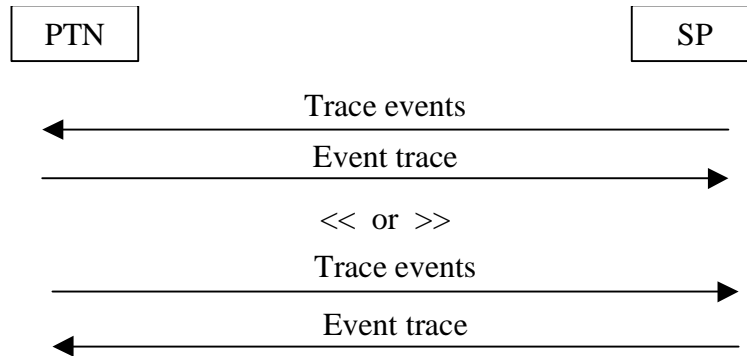 PTN
SP
Trace events
Event trace
<< or >>
Trace events
Event trace